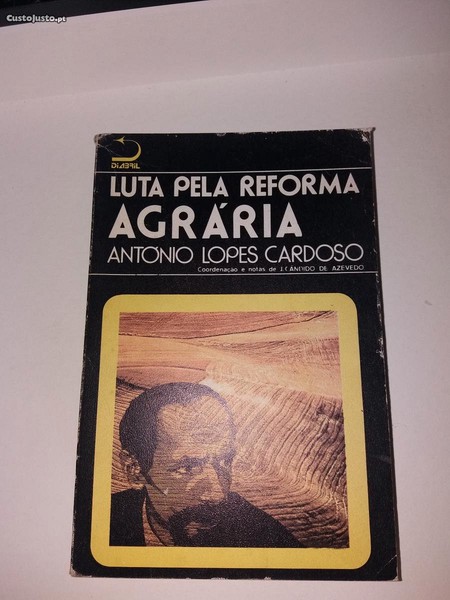 CustoJusto.pt
DIABRIL
LUTA PELA REFORMA
AGRÁRIA
ANTÓNIO LOPES CARDOSO
Coordenação e notas de J.CÂNDIDO DE AZEVEDO